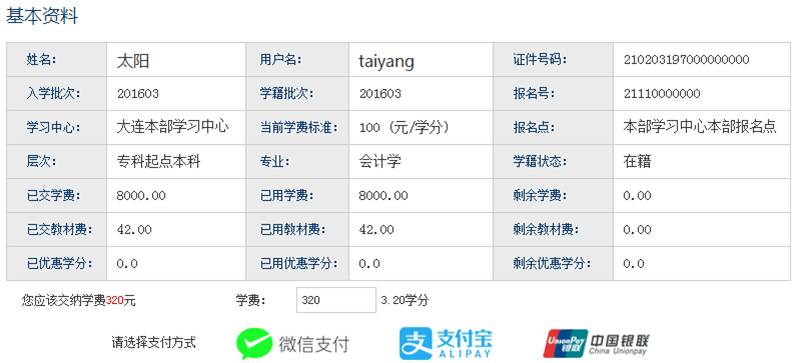 基本资料
姓名： 太阳 用户名： taiyang 证件号码： 210203197000000000
入学批次： 201603 学籍批次： 201603 报名号： 21110000000
学习中心： 大连本部学习中心 当前学费标准： 100（元/学分） 报名点： 本部学习中心本部报名点
层次： 专科起点本科 专业： 会计学 学籍状态： 在籍
已交学费： 8000.00 已用学费： 8000.00 剩余学费： 0.00
已交教材费： 42.00 已用教材费： 42.00 剩余教材费： 0.00
已优惠学分： 0.0 已用优惠学分： 0.0 剩余优惠学分： 0.0
您应该交纳学费320元 学费： 320 3.20学分
请选择支付方式 微信支付 支付宝 ALIPAY UnionPay 银联 中国银联 China Unionpay